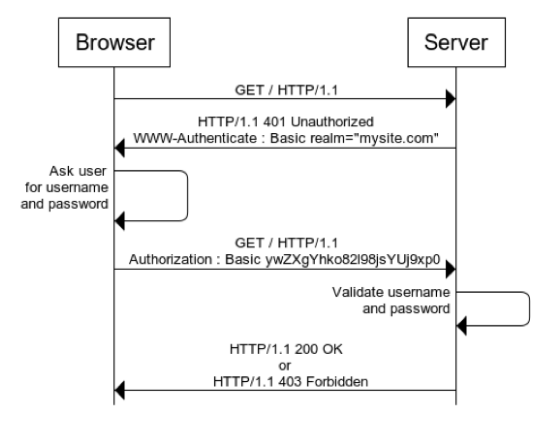 Browser
Server
GET / HTTP/1.1
HTTP/1.1 401 Unauthorized
WWW-Authenticate : Basic realm="mysite.com"
Ask user
for username
and password
GET / HTTP/1.1
Authorization : Basic ywZXgYhko82l98jsYUj9xp0
Validate username
and password
HTTP/1.1 200 OK
or
HTTP/1.1 403 Forbidden